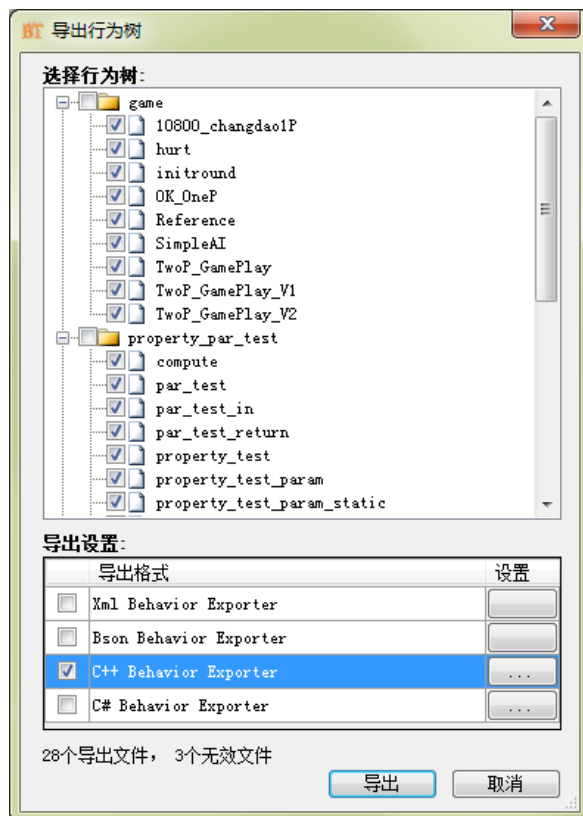 BT 导出行为树
选择行为树:
game
10800_changdao1P
hurt
initround
OK_OneP
Reference
SimpleAI
TwoP_GamePlay
TwoP_GamePlay_V1
TwoP_GamePlay_V2
property_par_test
compute
par_test
par_test_in
par_test_return
property_test
property_test_param
property_test_param_static
导出设置:
导出格式 设置
Xml Behavior Exporter
Bson Behavior Exporter
C++ Behavior Exporter ...
C# Behavior Exporter ...
28个导出文件， 3个无效文件
导出 取消